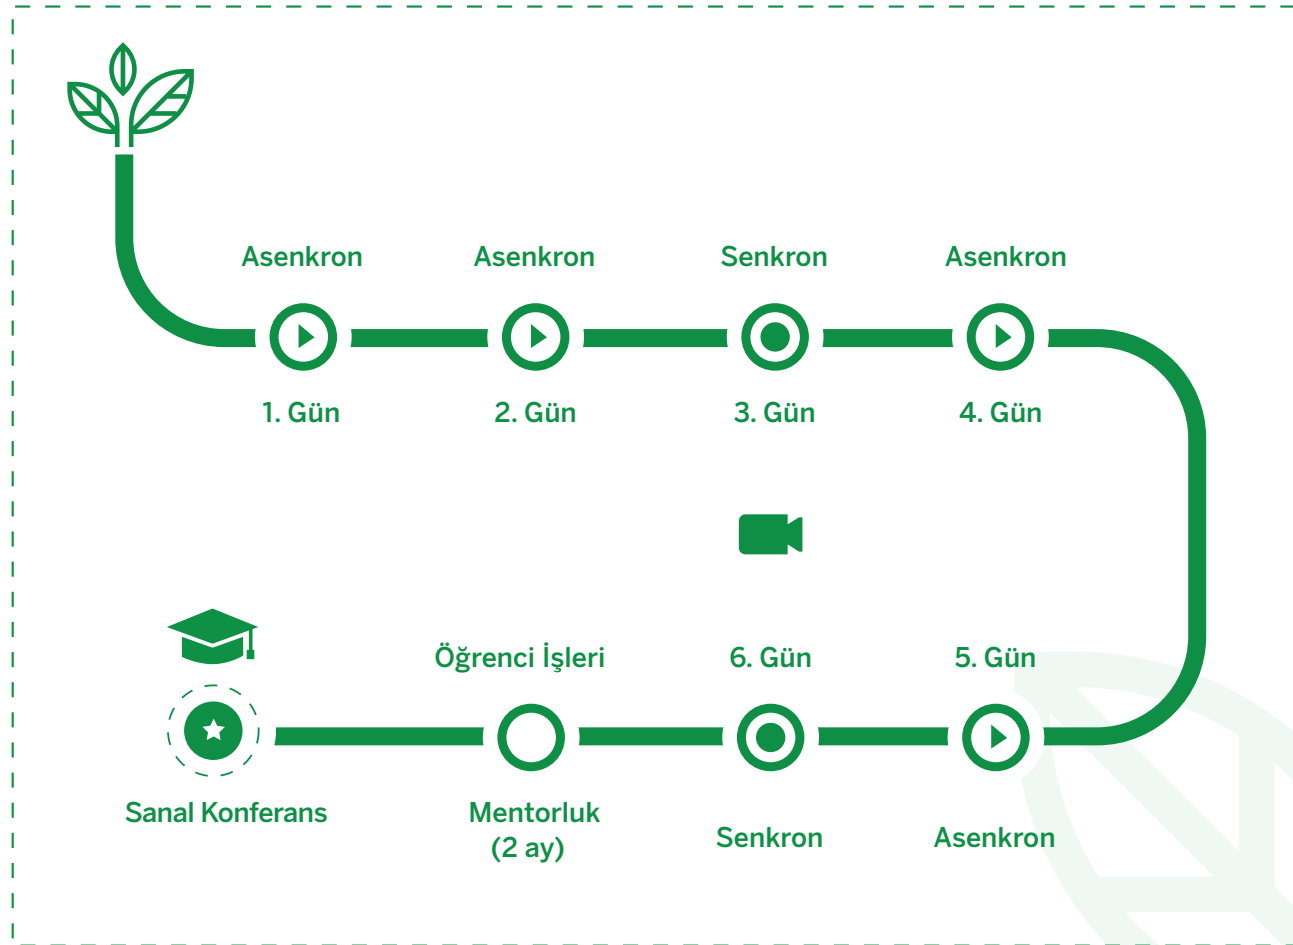 Asenkron
Asenkron
Senkron
Asenkron
1. Gün
2. Gün
3. Gün
4. Gün
Öğrenci İşleri
6. Gün
5. Gün
Sanal Konferans
Mentorluk
(2 ay)
Senkron
Asenkron